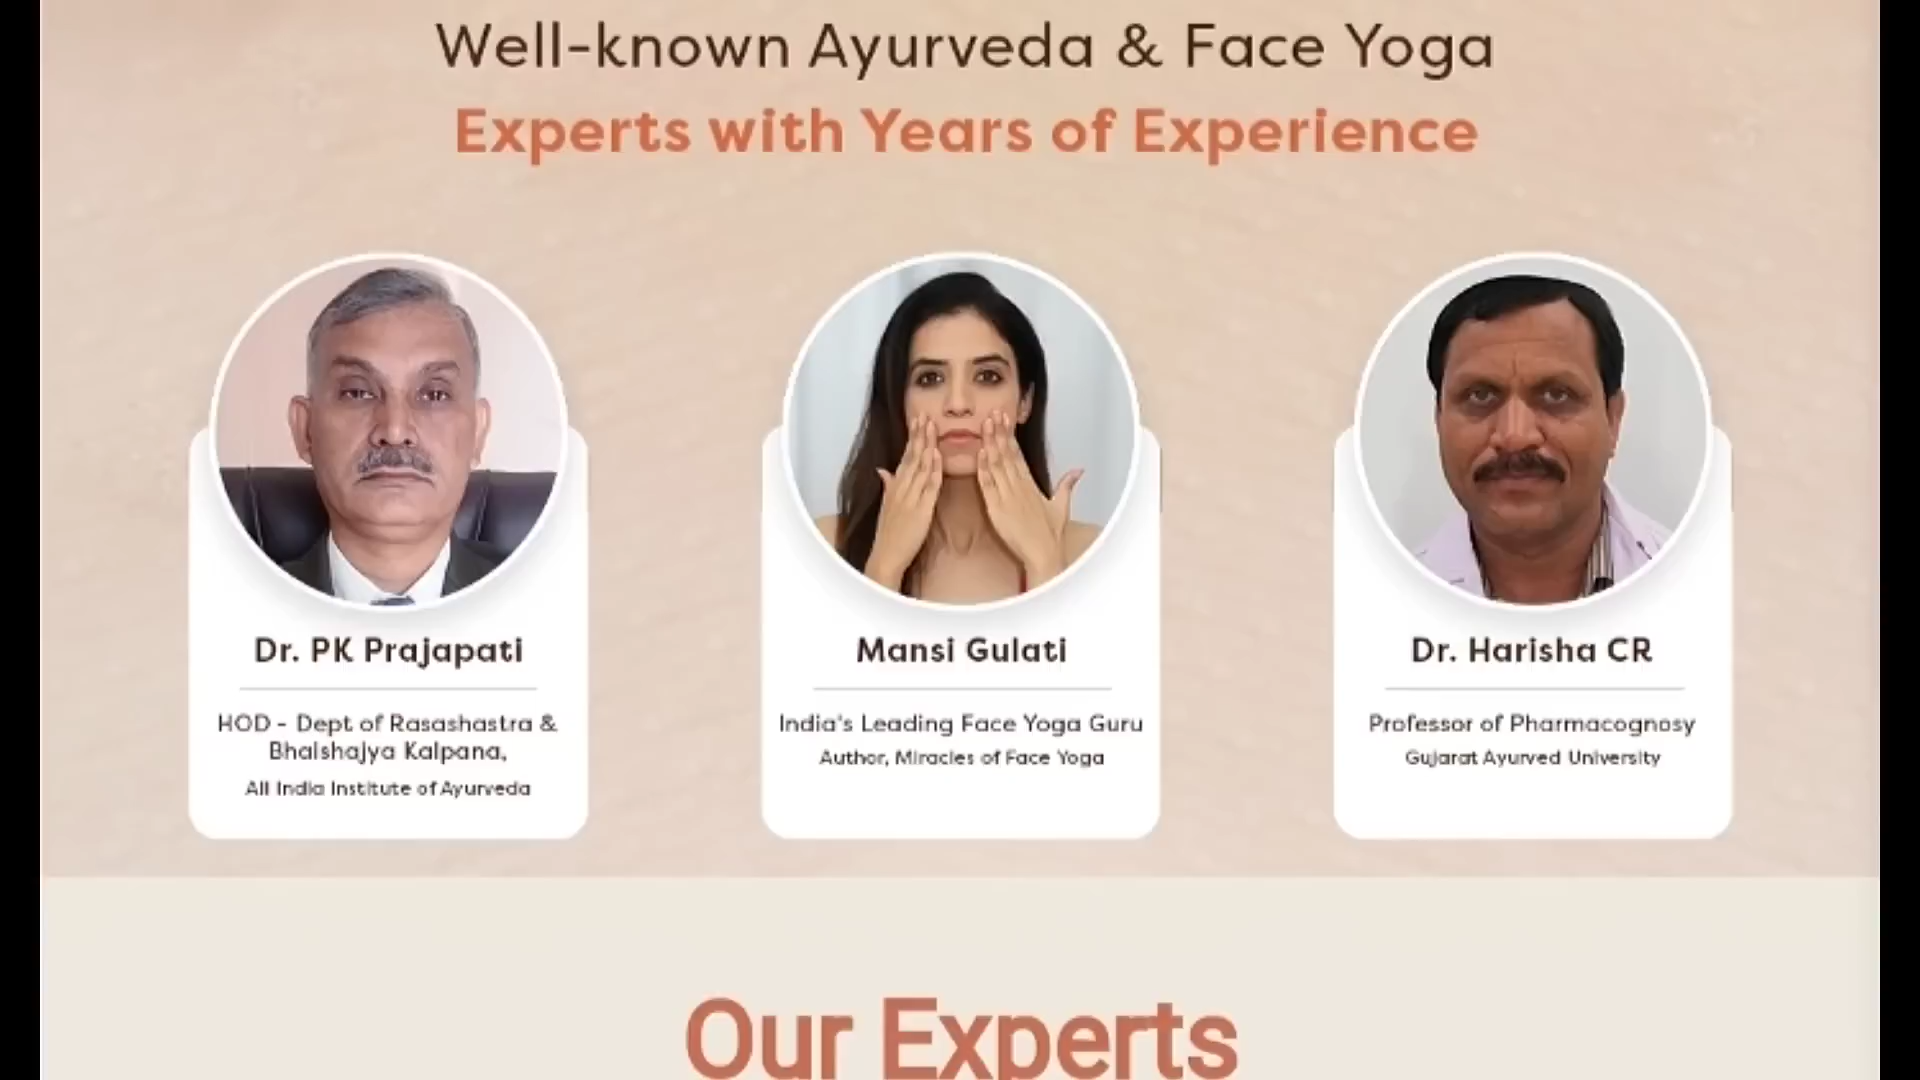 Well-known Ayurveda & Face Yoga
Experts with Years of Experience
Dr. PK Prajapati
HOD - Dept of Rasashastra &
Bhaishajya Kalpana,
All India Institute of Ayurveda
Mansi Gulati
India's Leading Face Yoga Guru
Author, Miracles of Face Yoga
Dr. Harisha CR
Professor of Pharmacognosy
Gujarat Ayurved University
Our Experts